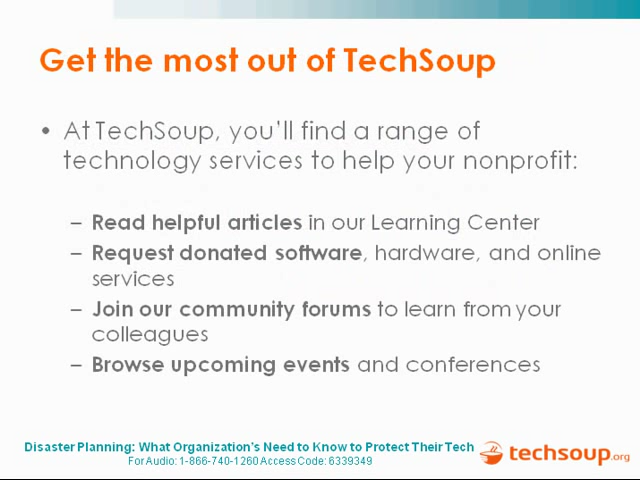 Get the most out of TechSoup
• At TechSoup, you'll find a range of
technology services to help your nonprofit:
– Read helpful articles in our Learning Center
– Request donated software, hardware, and online
services
– Join our community forums to learn from your
colleagues
– Browse upcoming events and conferences
Disaster Planning: What Organization's Need to Know to Protect Their Tech
For Audio: 1-866-740-1260 Access Code: 6339349
techsoup.org